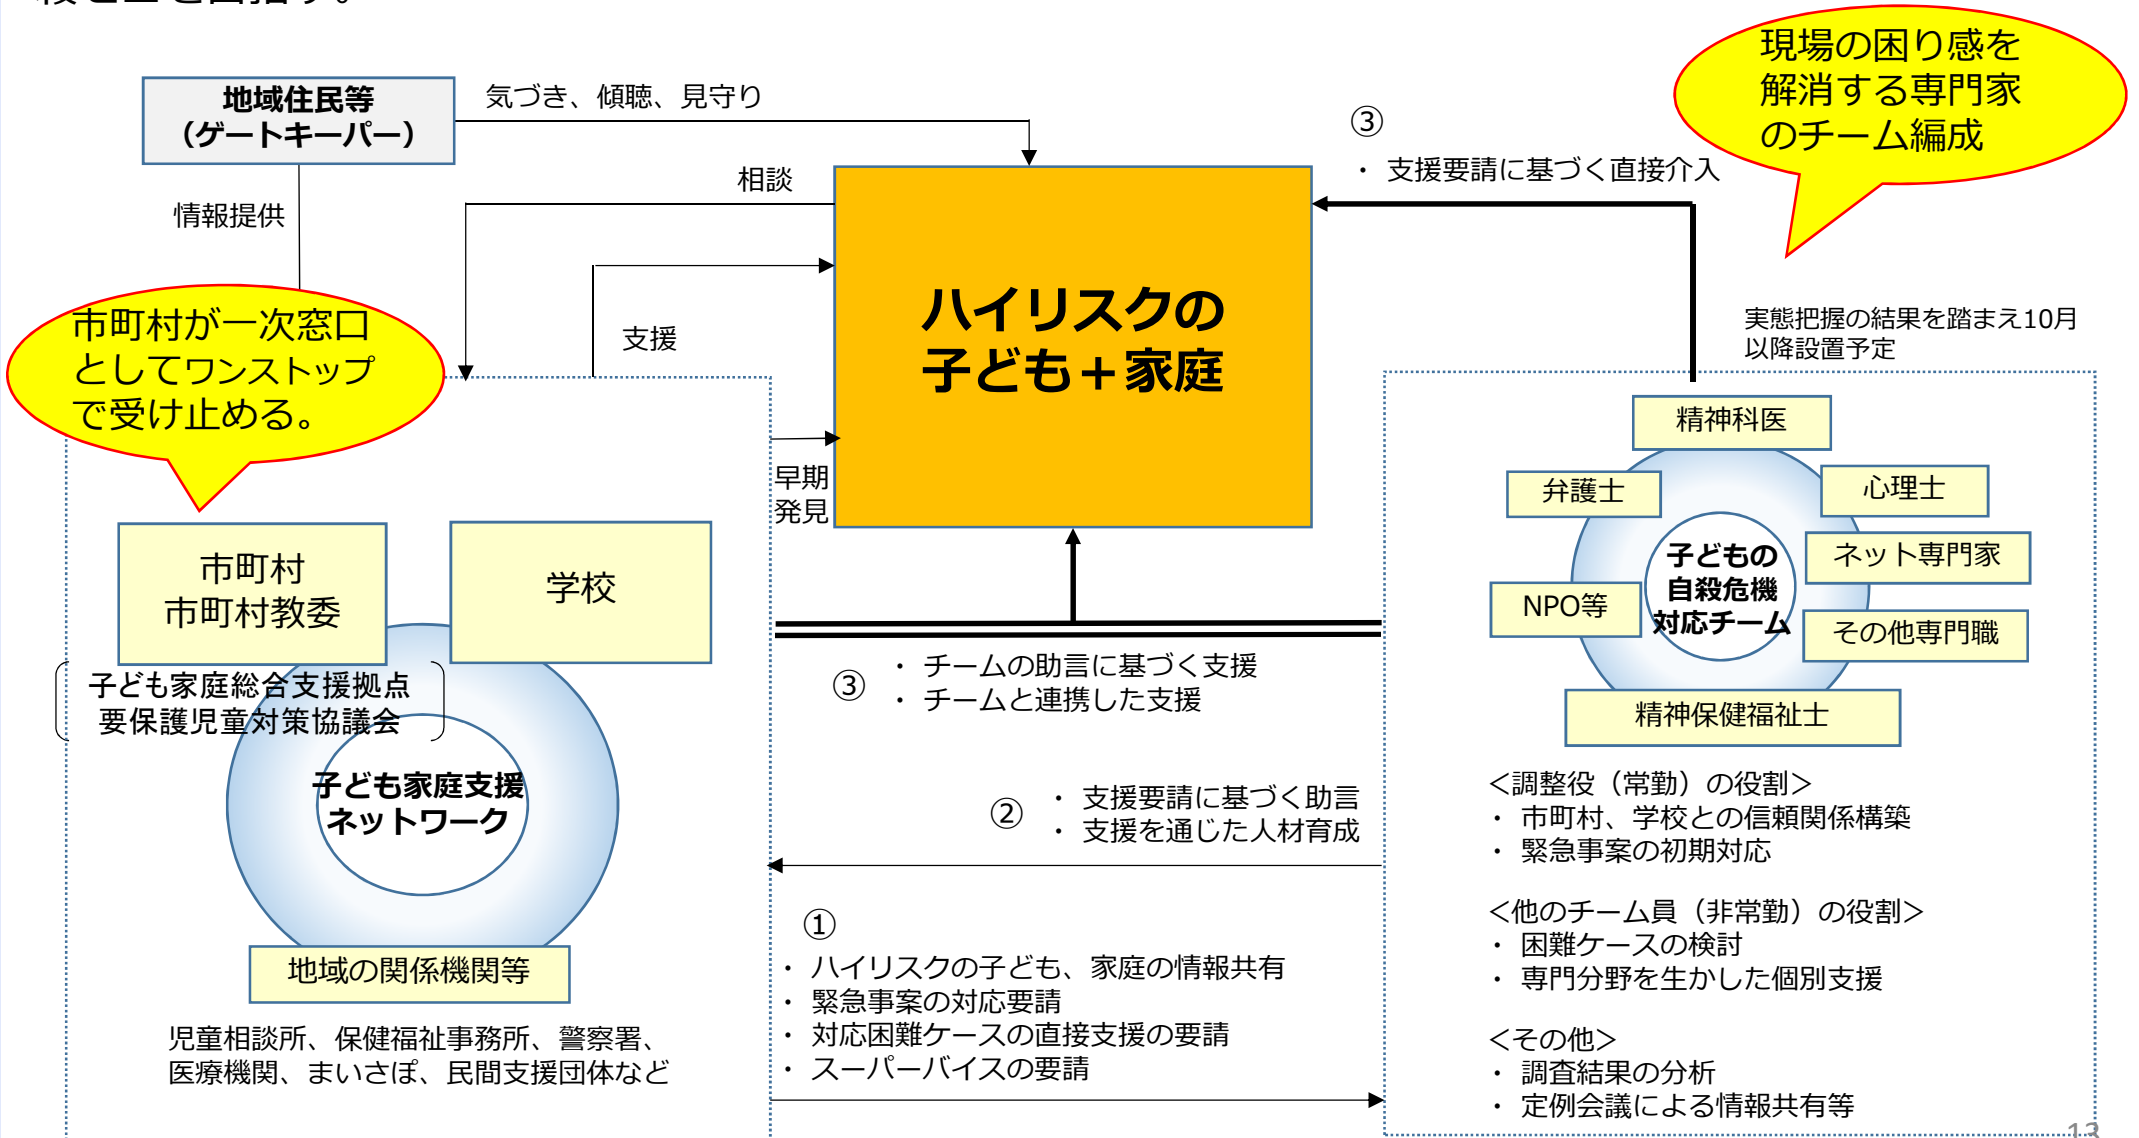 殺ゼロを目指す。
現場の困り感を
解消する専門家
のチーム編成
地域住民等
（ゲートキーパー）
気づき、傾聴、見守り
③
・ 支援要請に基づく直接介入
相談
情報提供
ハイリスクの
子ども＋家庭
支援
市町村が一次窓口
としてワンストップ
で受け止める。
実態把握の結果を踏まえ10月
以降設置予定
早期
発見
精神科医
弁護士
心理士
ネット専門家
NPO等
その他専門職
精神保健福祉士
子どもの
自殺危機
対応チーム
市町村
市町村教委
学校
子ども家庭総合支援拠点
要保護児童対策協議会
子ども家庭支援
ネットワーク
地域の関係機関等
児童相談所、保健福祉事務所、警察署、
医療機関、まいさぽ、民間支援団体など
③
・ チームの助言に基づく支援
・ チームと連携した支援
②
・ 支援要請に基づく助言
・ 支援を通じた人材育成
①
・ ハイリスクの子ども、家庭の情報共有
・ 緊急事案の対応要請
・ 対応困難ケースの直接支援の要請
・ スーパーバイスの要請
＜調整役（常勤）の役割＞
・ 市町村、学校との信頼関係構築
・ 緊急事案の初期対応
＜他のチーム員（非常勤）の役割＞
・ 困難ケースの検討
・ 専門分野を生かした個別支援
＜その他＞
・ 調査結果の分析
・ 定例会議による情報共有等
13